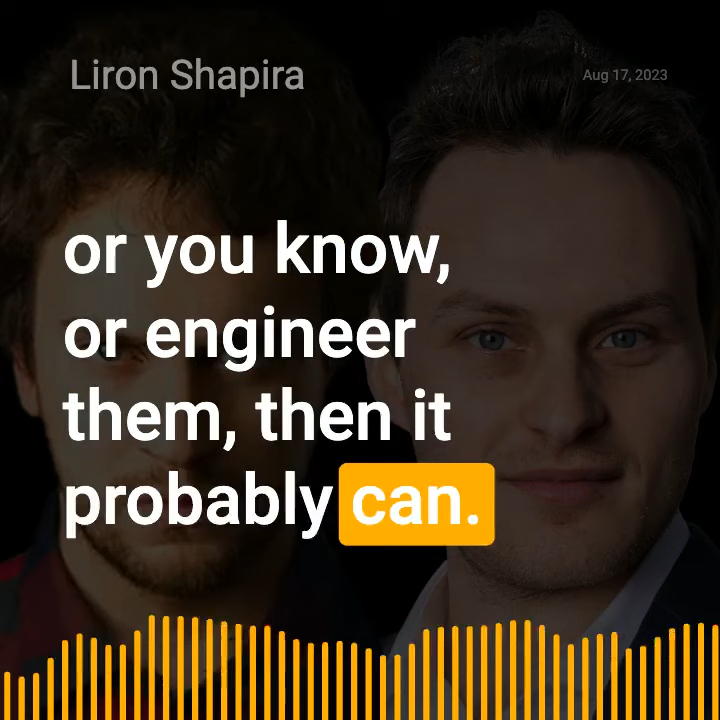 Liron Shapira
Aug 17, 2023
or you know,
or engineer
them, then it
probably can.